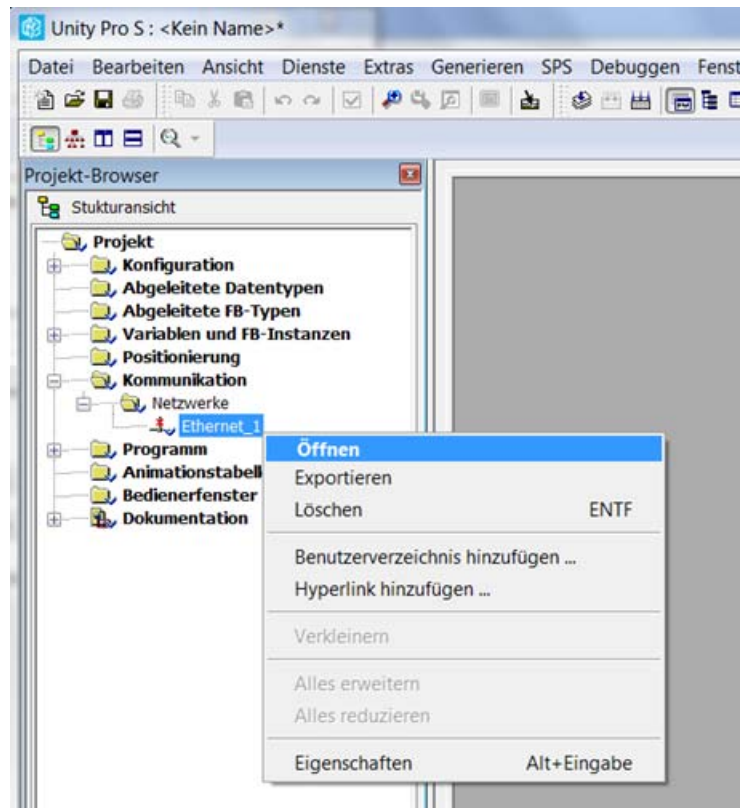 Unity Pro S : <Kein Name>*
Datei Bearbeiten Ansicht Dienste Extras Generieren SPS Debuggen Fenst
Projekt-Browser
Stukturansicht
Projekt
Konfiguration
Abgeleitete Datentypen
Abgeleitete FB-Typen
Variablen und FB-Instanzen
Positionierung
Kommunikation
Netzwerke
Ethernet_1
Programm
Animationstabell
Bedienerfenster
Dokumentation
Öffnen
Exportieren
Löschen ENTF
Benutzerverzeichnis hinzufügen ...
Hyperlink hinzufügen ...
Verkleinern
Alles erweitern
Alles reduzieren
Eigenschaften Alt+Eingabe